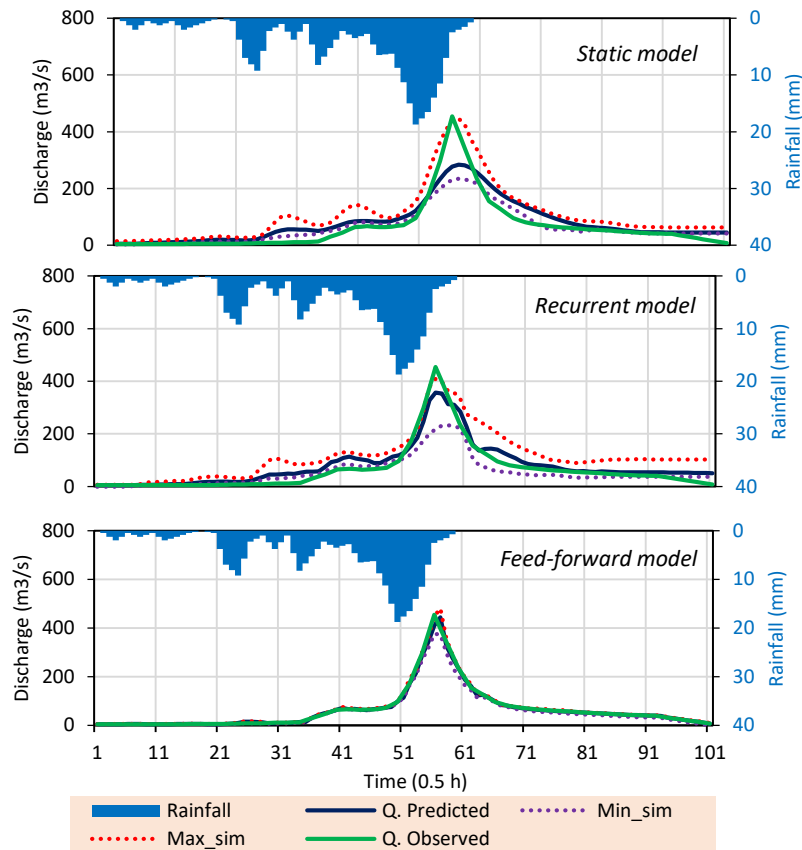 Static model
Discharge (m3/s)
800
600
400
200
0
0
10
20
30
40
Rainfall (mm)
Recurrent model
Discharge (m3/s)
800
600
400
200
0
0
10
20
30
40
Rainfall (mm)
Feed-forward model
Discharge (m3/s)
800
600
400
200
0
0
10
20
30
40
Rainfall (mm)
1 11 21 31 41 51 61 71 81 91 101
Time (0.5 h)
Rainfall Q. Predicted Min_sim
Max_sim Q. Observed